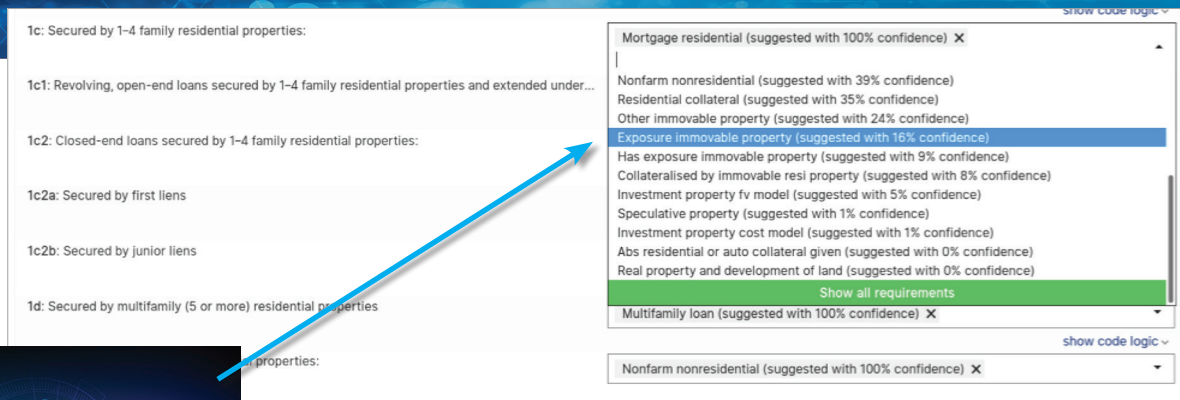 show code logic
1c: Secured by 1–4 family residential properties:
Mortgage residential (suggested with 100% confidence) ✕
1c1: Revolving, open-end loans secured by 1–4 family residential properties and extended under...
Nonfarm nonresidential (suggested with 39% confidence)
Residential collateral (suggested with 35% confidence)
Other immovable property (suggested with 24% confidence)
1c2: Closed-end loans secured by 1–4 family residential properties:
Exposure immovable property (suggested with 16% confidence)
Has exposure immovable property (suggested with 9% confidence)
Collateralised by immovable resi property (suggested with 8% confidence)
1c2a: Secured by first liens
Investment property fv model (suggested with 5% confidence)
Speculative property (suggested with 1% confidence)
Investment property cost model (suggested with 1% confidence)
1c2b: Secured by junior liens
Abs residential or auto collateral given (suggested with 0% confidence)
Real property and development of land (suggested with 0% confidence)
Show all requirements
1d: Secured by multifamily (5 or more) residential properties
Multifamily loan (suggested with 100% confidence) ✕
show code logic
properties:
Nonfarm nonresidential (suggested with 100% confidence) ✕